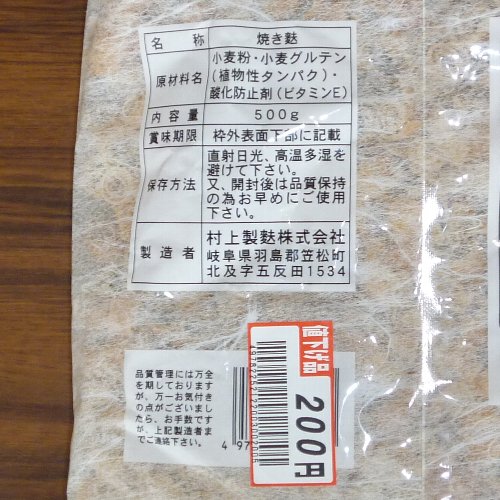 名 称 焼き麩
原材料名 小麦粉・小麦グルテン
(植物性タンパク)・
酸化防止剤(ビタミンE)
内 容 量 500g
賞味期限 枠外表面下部に記載
保存方法 直射日光、高温多湿を
避けて下さい。
又、開封後は品質保持
の為お早めにご使用
下さい。
製 造 者 村上製麩株式会社
岐阜県羽島郡笠松町
北及字五反田1534
品質管理には万全
を期しておりますが、
万一お気付き
の点がございまし
たら、お手数です
が、上記製造者ま
でご連絡下さい。
4 97
値下げ品
200円